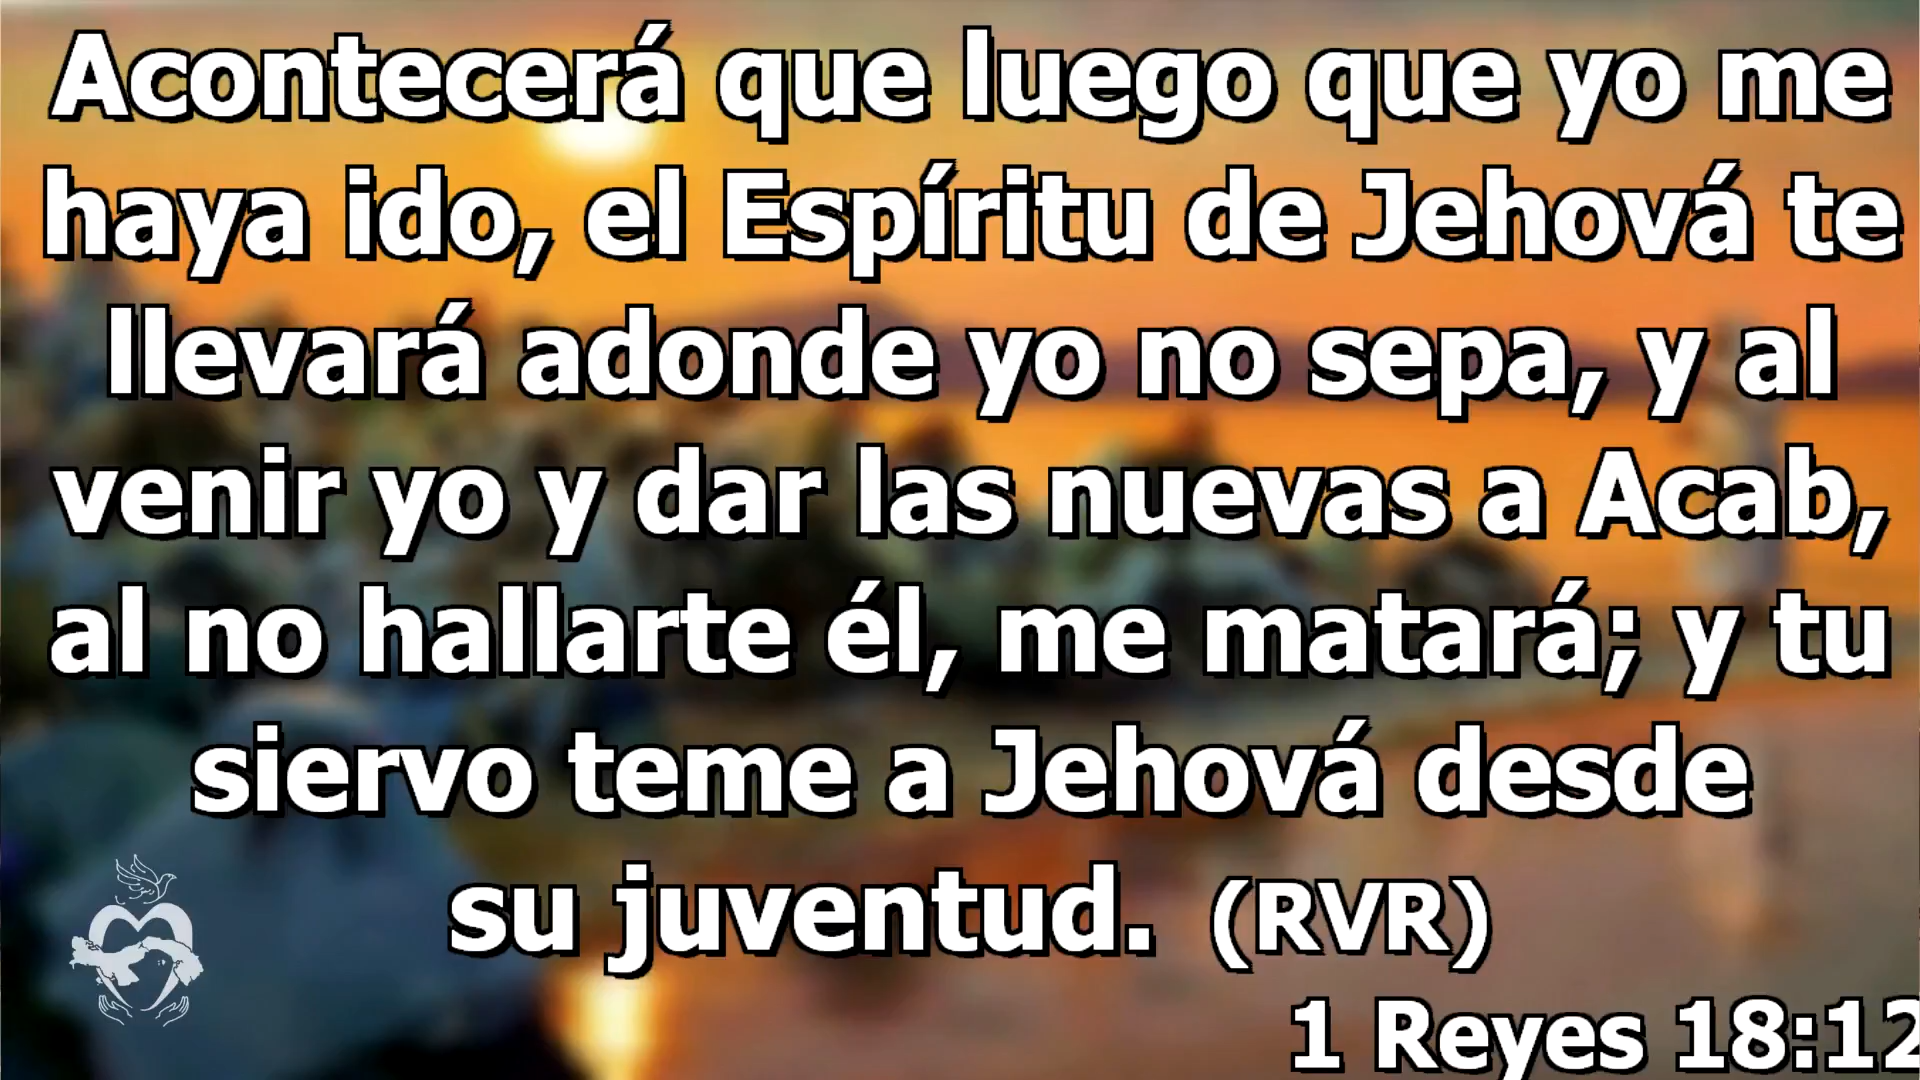 Acontecerá que luego que yo me
haya ido, el Espíritu de Jehová te
llevará adonde yo no sepa, y al
venir yo y dar las nuevas a Acab,
al no hallarte él, me matará; y tu
siervo teme a Jehová desde
su juventud. (RVR)
1 Reyes 18:12